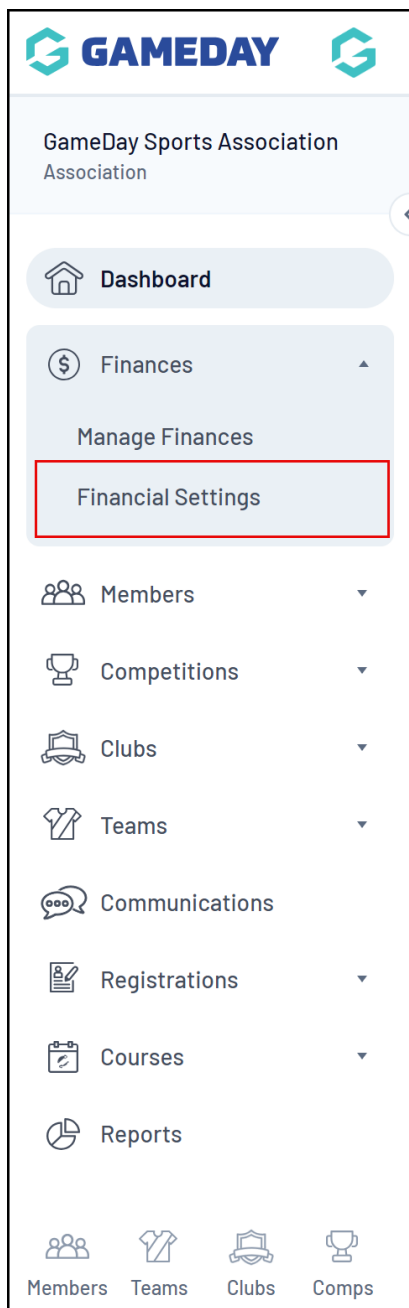 GAMEDAY
GameDay Sports Association
Association
Dashboard
Finances
Manage Finances
Financial Settings
Members
Competitions
Clubs
Teams
Communications
Registrations
Courses
Reports
Members Teams Clubs Comps